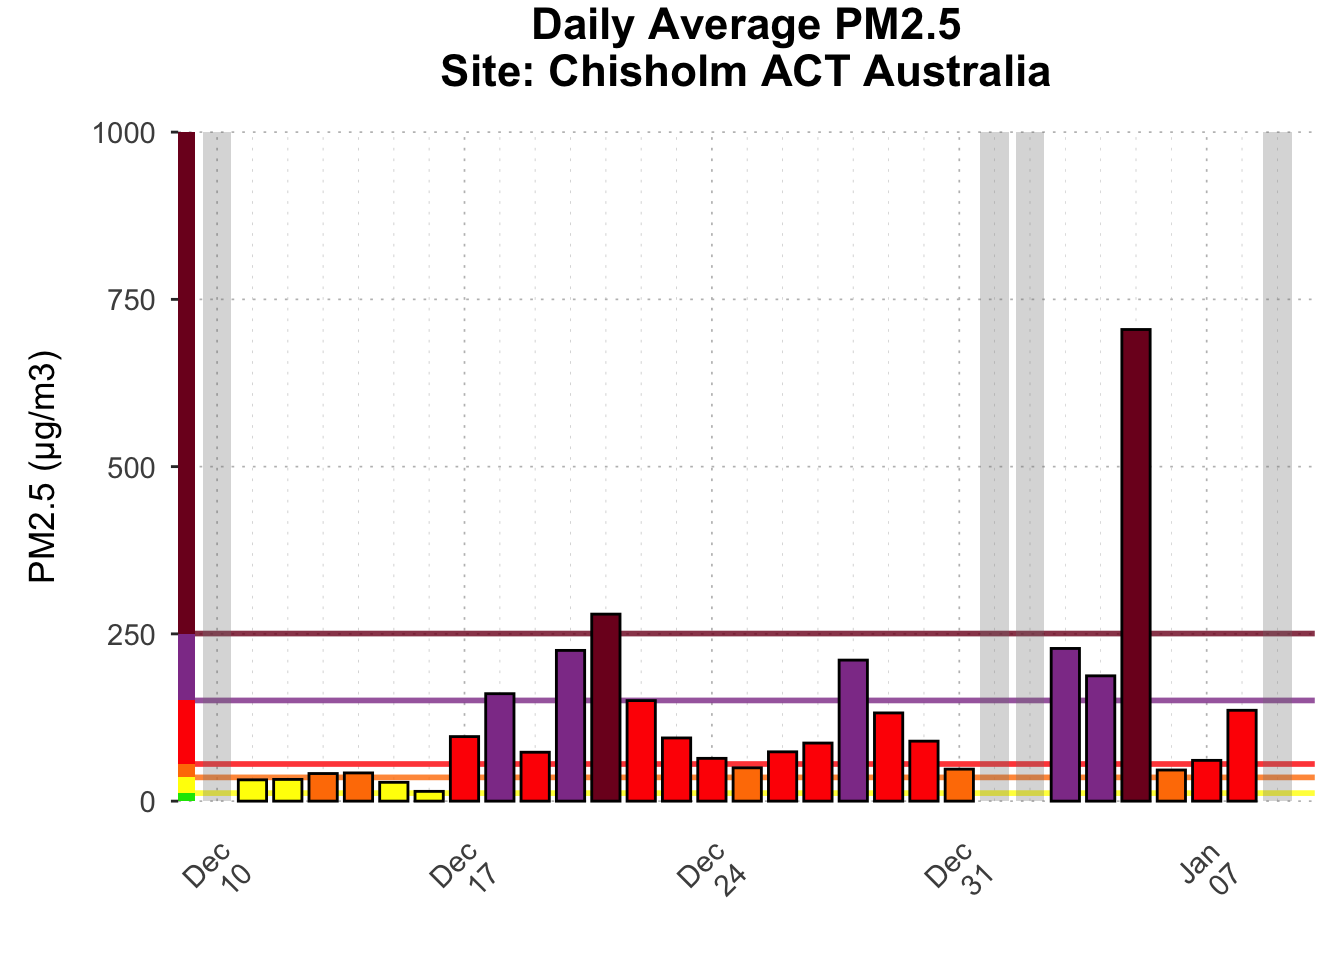 Daily Average PM2.5
Site: Chisholm ACT Australia
PM2.5 (µg/m3)
1000
750
500
250
0
Dec
10
Dec
17
Dec
24
Dec
31
Jan
07